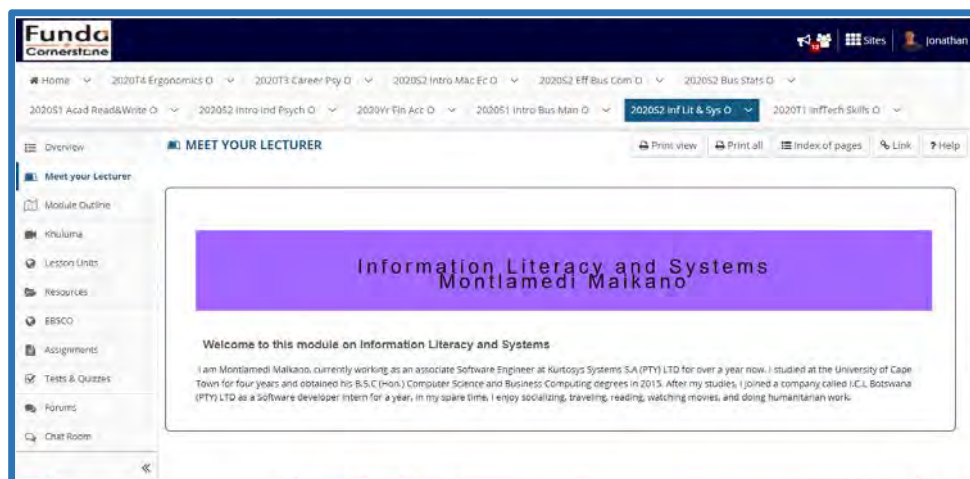 Funda
Cornerstone
Sites
Jonathan
Home
2020T4 Ergonomics O
2020T3 Career Psy O
2020S2 Intro Mac Ec O
2020S2 Eff Bus Com O
2020S2 Bus Stats O
2020S1 Acad Read&Write O
2020S2 Intro Ind Psych O
2020Yr Fin Acc O
2020S1 Intro Bus Man O
2020S2 Inf Lit & Sys O
2020T1 InfTech Skills O
Overview
MEET YOUR LECTURER
Print view
Print all
Index of pages
Link
? Help
Meet your Lecturer
Module Outline
Khuluma
Lesson Units
Resources
EBSCO
Assignments
Tests & Quizzes
Forums
Chat Room
Information Literacy and Systems
Montlamedi Maikano
Welcome to this module on Information Literacy and Systems
I am Montlamedi Maikano, currently working as an associate Software Engineer at Kurtosys Systems S.A (PTY) LTD for over a year now. I studied at the University of Cape
Town for four years and obtained his B.S.C (Hon.) Computer Science and Business Computing degrees in 2015. After my studies, I joined a company called I.C.L Botswana
(PTY) LTD as a Software developer intern for a year, in my spare time, I enjoy socializing, traveling, reading, watching movies, and doing humanitarian work.